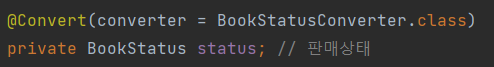 @Convert(converter = BookStatusConverter.class)
private BookStatus status; // 판매상태